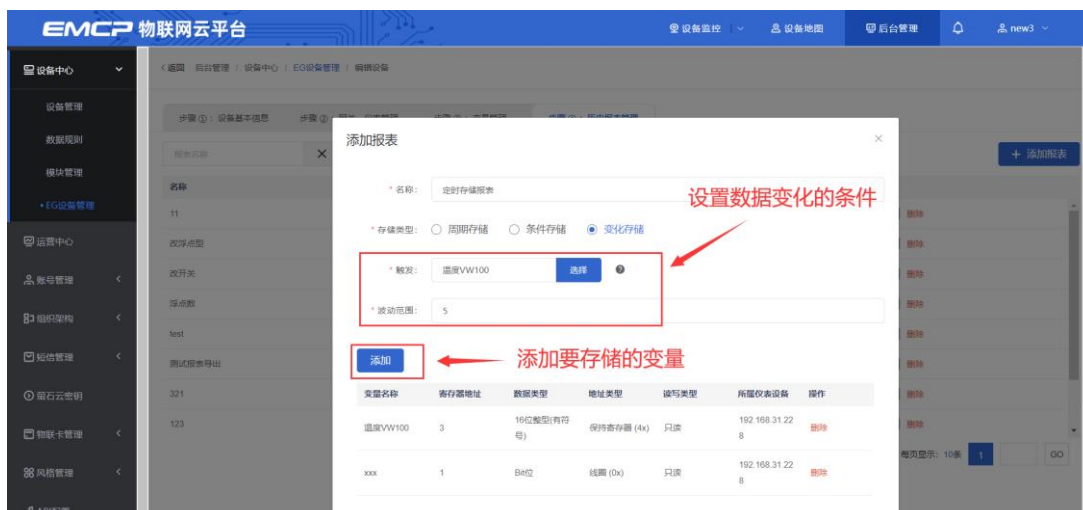 EMCP 物联网云平台
设备监控
设备地图
后台管理
new3
设备中心
设备管理
数据规则
模块管理
•EG设备管理
运营中心
账号管理
组织架构
短信管理
萤石云密钥
物联卡管理
风格管理
<返回 后台管理 / 设备中心 / EG设备管理 / 编辑设备
步骤①：设备基本信息
步骤②
报表名称
+ 添加报表
名称
11
改浮点型
改开关
浮点数
test
测试报表导出
321
123
删除
删除
删除
删除
删除
删除
删除
删除
每页显示：10条 1 GO
添加报表
×
* 名称： 定时存储报表
* 存储类型： 周期存储 条件存储 变化存储
* 触发： 温度VW100 选择
* 波动范围： 5
设置数据变化的条件
添加
添加要存储的变量
变量名称 寄存器地址 数据类型 地址类型 读写类型 所属仪表设备 操作
温度VW100 3 16位整型(有符号) 保持寄存器 (4x) 只读 192.168.31.228 删除
xxx 1 Bit位 线圈 (0x) 只读 192.168.31.228 删除